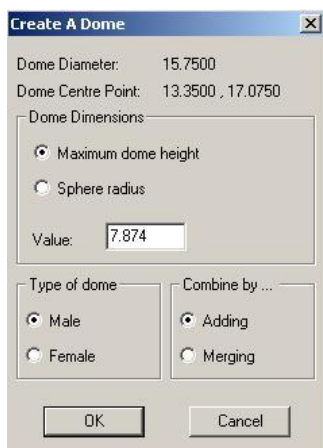 Create A Dome
Dome Diameter: 15.7500
Dome Centre Point: 13.3500 , 17.0750
Dome Dimensions
Maximum dome height
Sphere radius
Value: 7.874
Type of dome
Male
Female
Combine by ...
Adding
Merging
OK Cancel